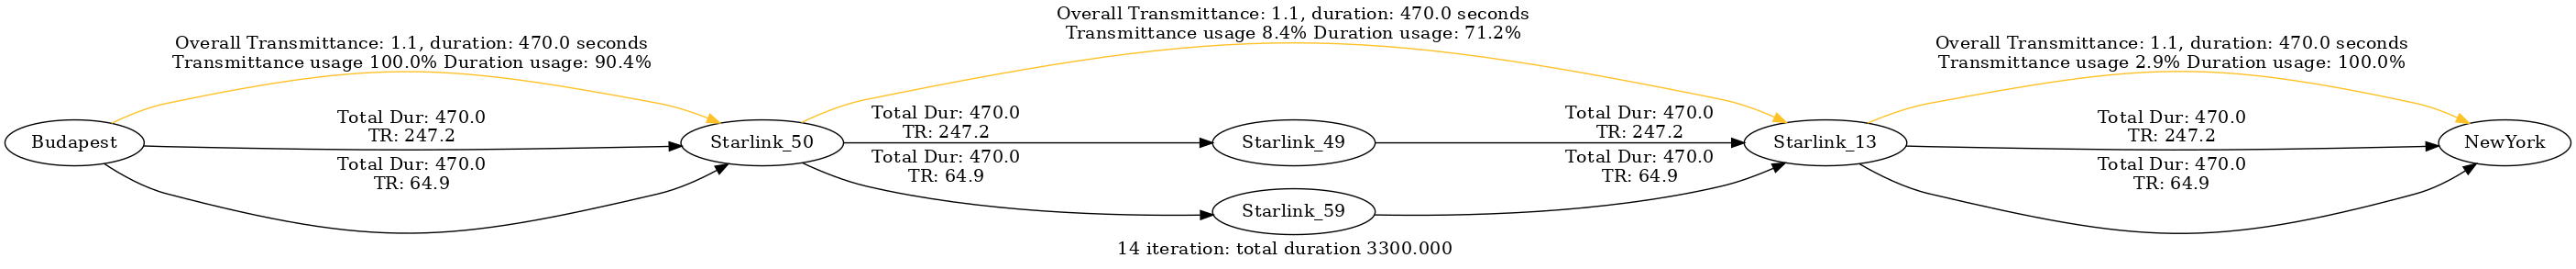 Overall Transmittance: 1.1, duration: 470.0 seconds
Transmittance usage 100.0% Duration usage: 90.4%
Overall Transmittance: 1.1, duration: 470.0 seconds
Transmittance usage 8.4% Duration usage: 71.2%
Overall Transmittance: 1.1, duration: 470.0 seconds
Transmittance usage 2.9% Duration usage: 100.0%
Budapest
Total Dur: 470.0
TR: 247.2
Total Dur: 470.0
TR: 64.9
Starlink_50
Total Dur: 470.0
TR: 247.2
Total Dur: 470.0
TR: 64.9
Starlink_49
Starlink_59
Total Dur: 470.0
TR: 247.2
Total Dur: 470.0
TR: 64.9
Starlink_13
Total Dur: 470.0
TR: 247.2
Total Dur: 470.0
TR: 64.9
NewYork
14 iteration: total duration 3300.000